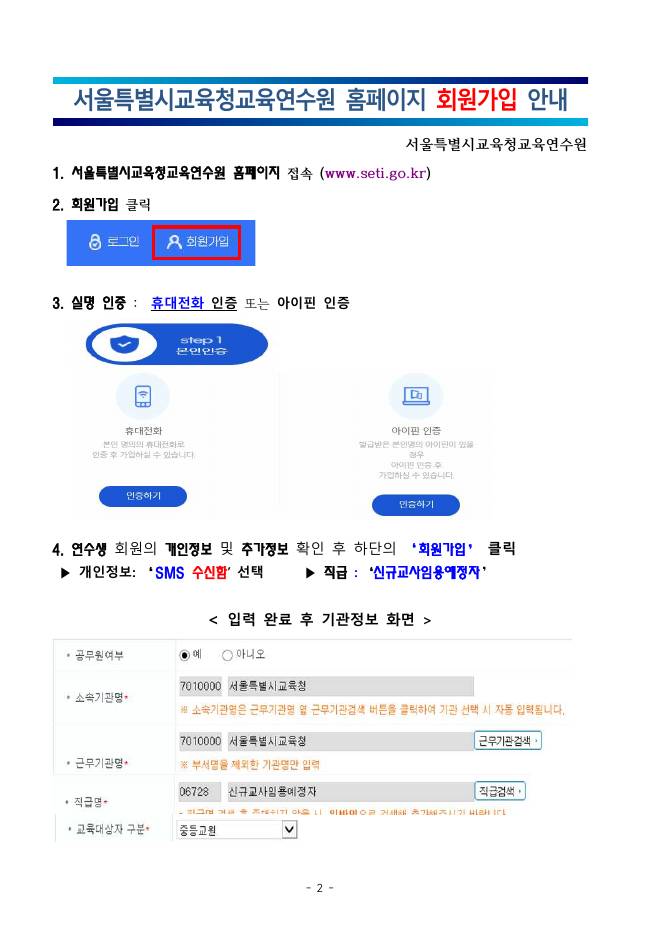 서울특별시교육청교육연수원 홈페이지 회원가입 안내
서울특별시교육청교육연수원
1. 서울특별시교육청교육연수원 홈페이지 접속 (www.seti.go.kr)
2. 회원가입 클릭
로그인 회원가입
3. 실명 인증 : 휴대전화 인증 또는 아이핀 인증
step 1
본인인증
휴대전화
본인 명의의 휴대전화로
인증 후 가입하실 수 있습니다.
인증하기
아이핀 인증
발급받은 본인명의 아이핀이 있을
경우
아이핀 인증 후
가입하실 수 있습니다.
인증하기
4. 연수생 회원의 개인정보 및 추가정보 확인 후 하단의 ‘회원가입’ 클릭
▶ 개인정보: ‘SMS 수신함’ 선택 ▶ 직급 : ‘신규교사임용예정자’
< 입력 완료 후 기관정보 화면 >
공무원여부 예 아니오
소속기관명* 7010000 서울특별시교육청
※ 소속기관명은 근무기관명 옆 근무기관검색 버튼을 클릭하여 기관 선택 시 자동 입력됩니다.
근무기관명* 7010000 서울특별시교육청 근무기관검색
※ 부서명을 제외한 기관명만 입력
직급명* 06728 신규교사임용예정자 직급검색
교육대상자 구분* 중등교원
- 2 -